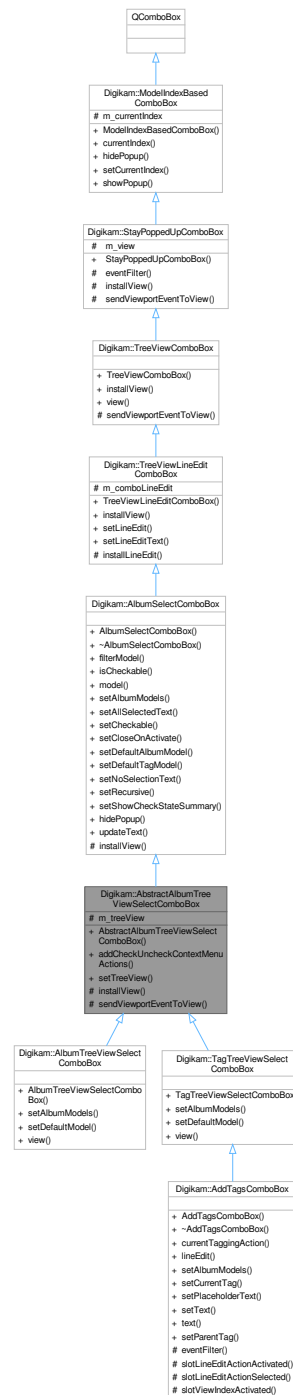 QComboBox
Digikam::ModelIndexBased
ComboBox
# m_currentIndex
+ ModelIndexBasedComboBox()
+ currentIndex()
+ hidePopup()
+ setCurrentIndex()
+ showPopup()
Digikam::StayPoppedUpComboBox
# m_view
+ StayPoppedUpComboBox()
# eventFilter()
# installView()
# sendViewportEventToView()
Digikam::TreeViewComboBox
+ TreeViewComboBox()
+ installView()
+ view()
# sendViewportEventToView()
Digikam::TreeViewLineEdit
ComboBox
# m_comboLineEdit
+ TreeViewLineEditComboBox()
+ installView()
+ setLineEdit()
+ setLineEditText()
# installLineEdit()
Digikam::AlbumSelectComboBox
+ AlbumSelectComboBox()
+ ~AlbumSelectComboBox()
+ filterModel()
+ isCheckable()
+ model()
+ setAlbumModels()
+ setAllSelectedText()
+ setCheckable()
+ setCloseOnActivate()
+ setDefaultAlbumModel()
+ setDefaultTagModel()
+ setNoSelectionText()
+ setRecursive()
+ setShowCheckStateSummary()
+ hidePopup()
+ updateText()
# installView()
Digikam::AbstractAlbumTree
ViewSelectComboBox
# m_treeView
+ AbstractAlbumTreeViewSelect
ComboBox()
+ addCheckUncheckContextMenu
Actions()
+ setTreeView()
# installView()
# sendViewportEventToView()
Digikam::AlbumTreeViewSelect
ComboBox
+ AlbumTreeViewSelectCombo
Box()
+ setAlbumModels()
+ setDefaultModel()
+ view()
Digikam::TagTreeViewSelect
ComboBox
+ TagTreeViewSelectComboBox()
+ setAlbumModels()
+ setDefaultModel()
+ view()
Digikam::AddTagsComboBox
+ AddTagsComboBox()
+ ~AddTagsComboBox()
+ currentTaggingAction()
+ lineEdit()
+ setAlbumModels()
+ setCurrentTag()
+ setPlaceholderText()
+ setText()
+ text()
+ setParentTag()
# eventFilter()
# slotLineEditActionActivated()
# slotLineEditActionSelected()
# slotViewIndexActivated()